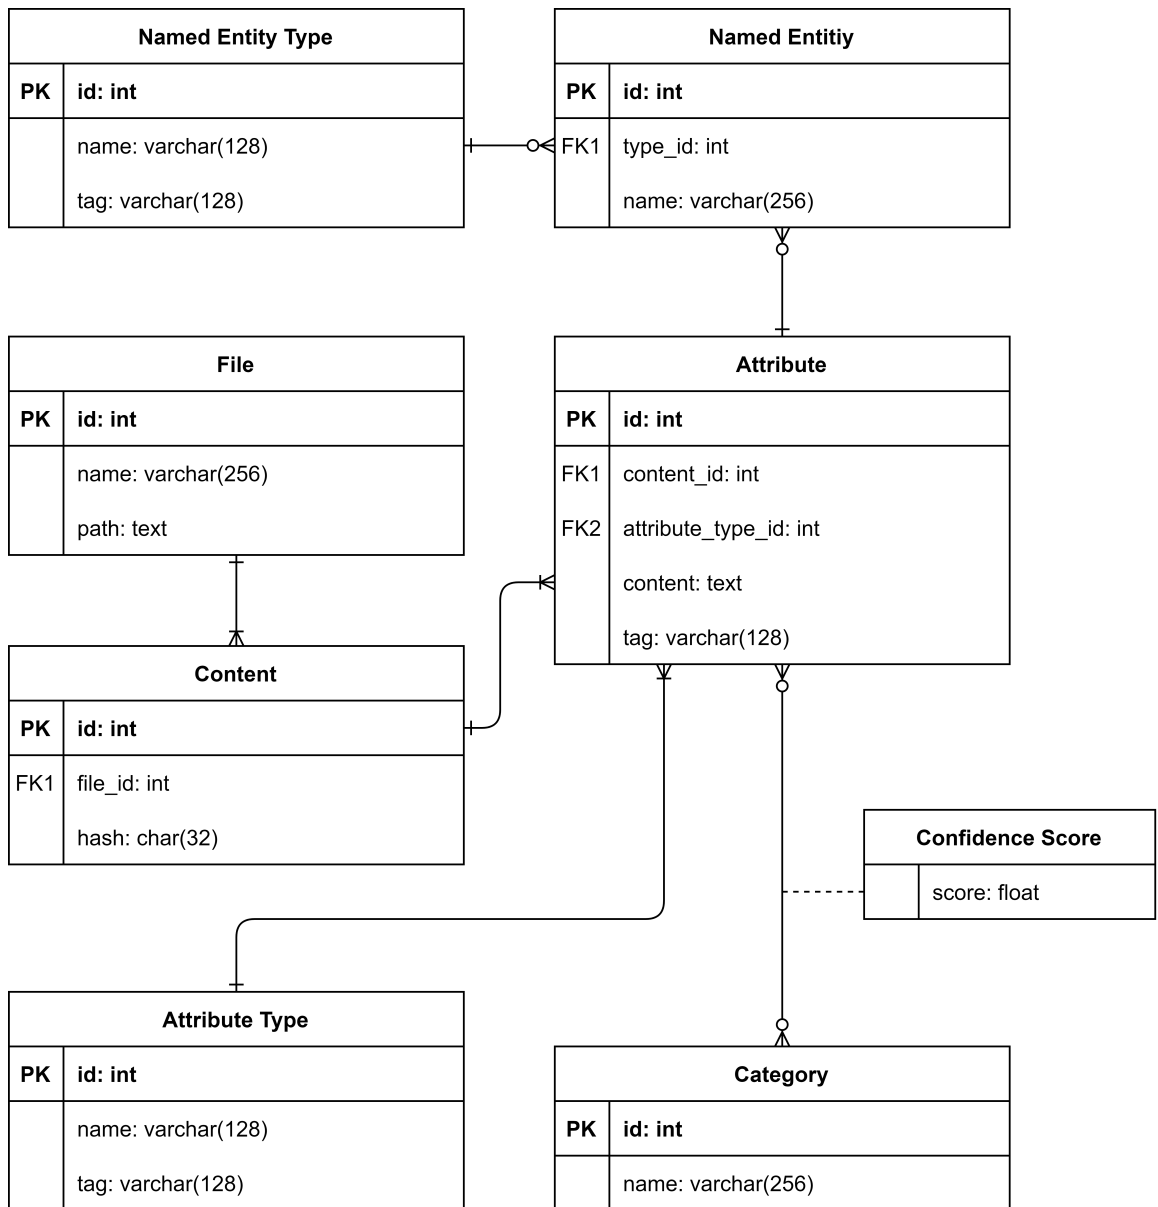 Named Entity Type
PK id: int
name: varchar(128)
tag: varchar(128)
Named Entitiy
PK id: int
FK1 type_id: int
name: varchar(256)
File
PK id: int
name: varchar(256)
path: text
Attribute
PK id: int
FK1 content_id: int
FK2 attribute_type_id: int
content: text
tag: varchar(128)
Content
PK id: int
FK1 file_id: int
hash: char(32)
Confidence Score
score: float
Attribute Type
PK id: int
name: varchar(128)
tag: varchar(128)
Category
PK id: int
name: varchar(256)